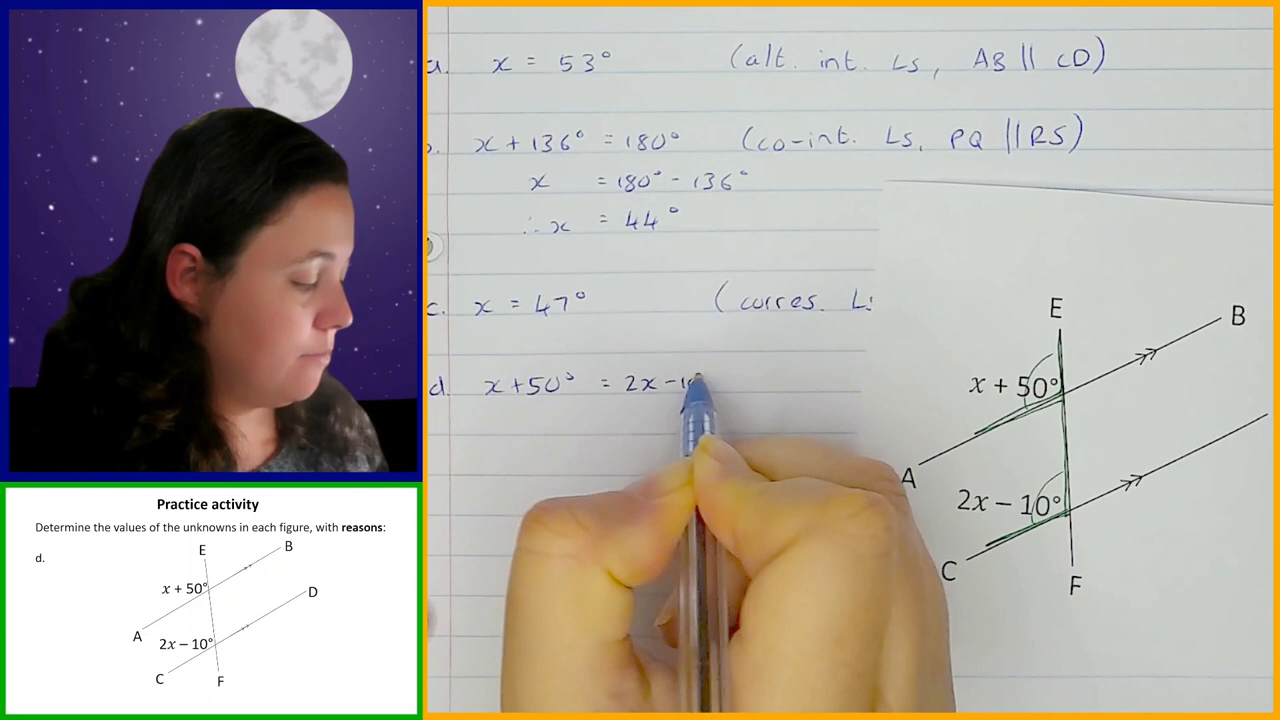 a. x = 53° (alt. int. ∠s, AB || CD)
x + 136° = 180° (co-int. ∠s, PQ || RS)
x = 180° - 136°
∴ x = 44°
c. x = 47° (corres. ∠s
d. x + 50° = 2x - 10
E
B
x + 50°
A
2x − 10°
C
F
Practice activity
Determine the values of the unknowns in each figure, with reasons:
d.
E
B
x + 50°
D
A
2x − 10°
C
F